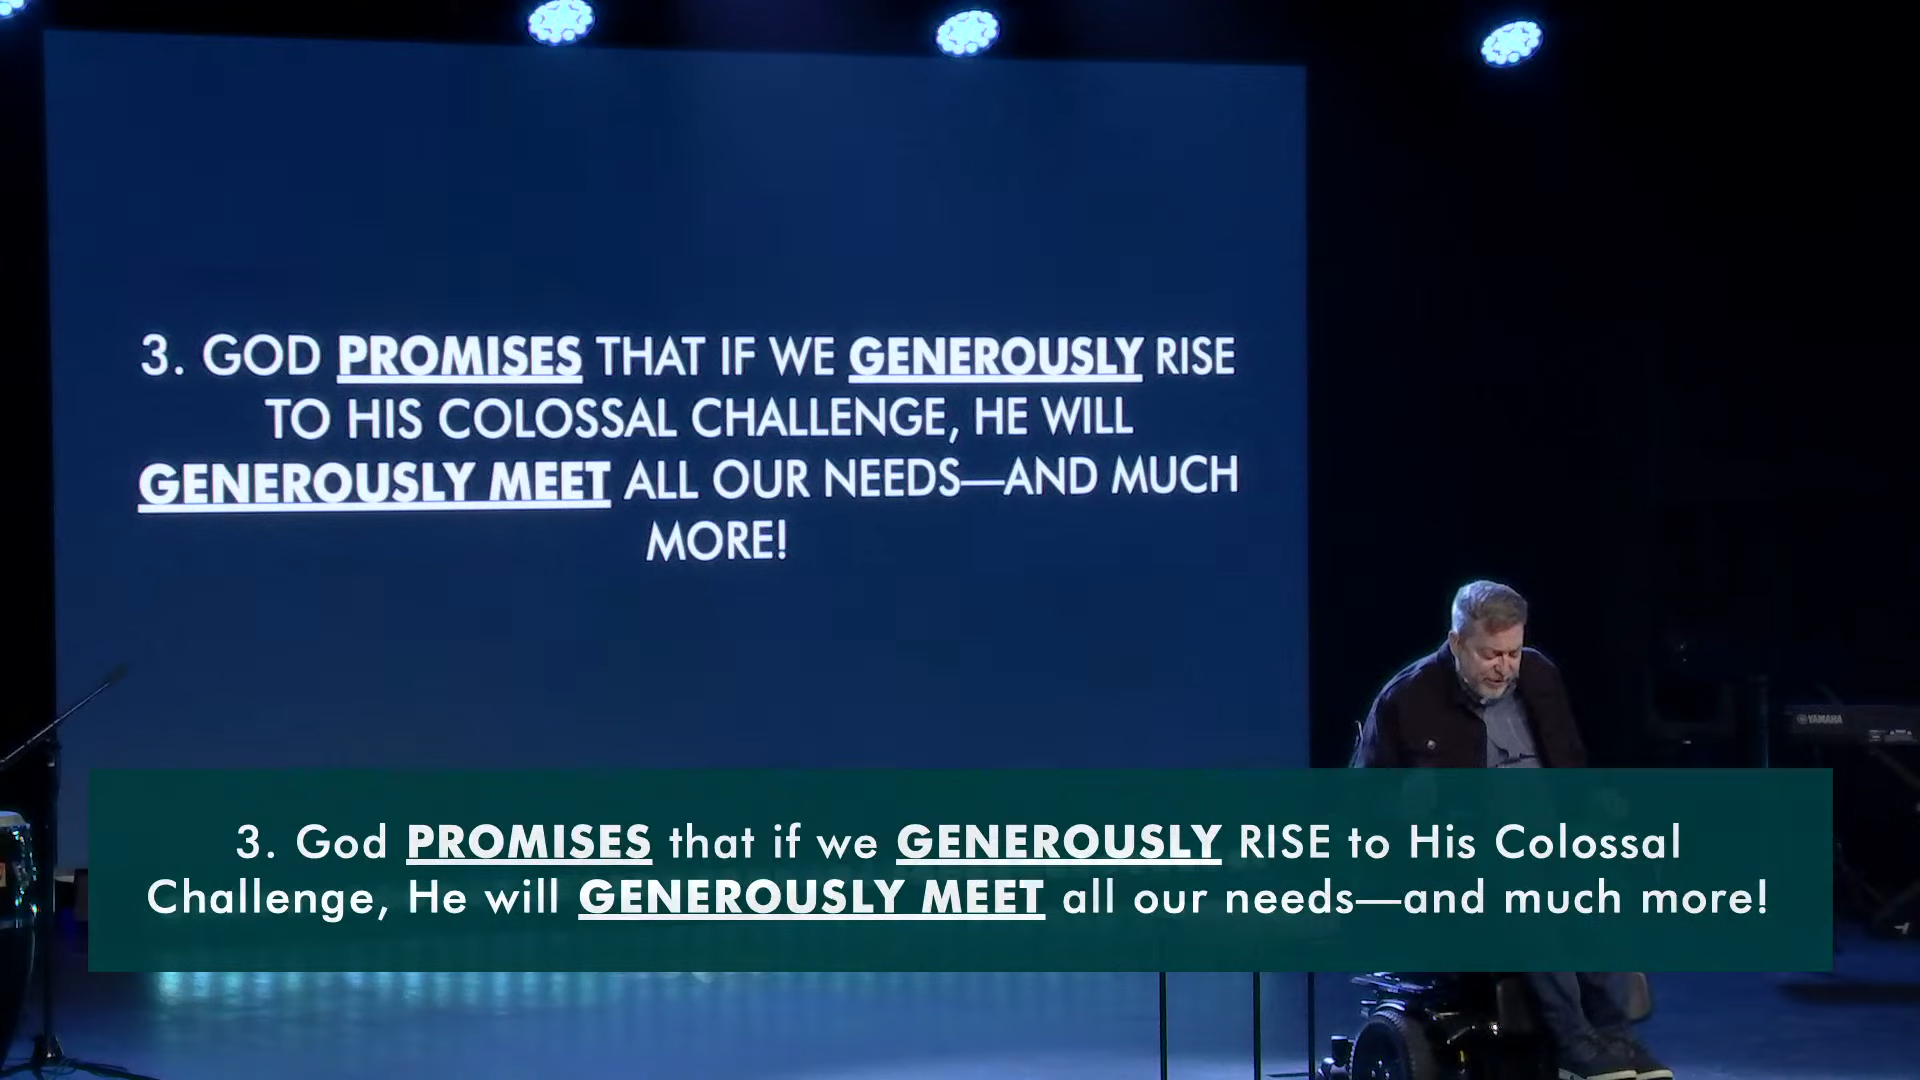 3. GOD PROMISES THAT IF WE GENEROUSLY RISE
TO HIS COLOSSAL CHALLENGE, HE WILL
GENEROUSLY MEET ALL OUR NEEDS—AND MUCH
MORE!
YAMAHA
3. God PROMISES that if we GENEROUSLY RISE to His Colossal
Challenge, He will GENEROUSLY MEET all our needs—and much more!